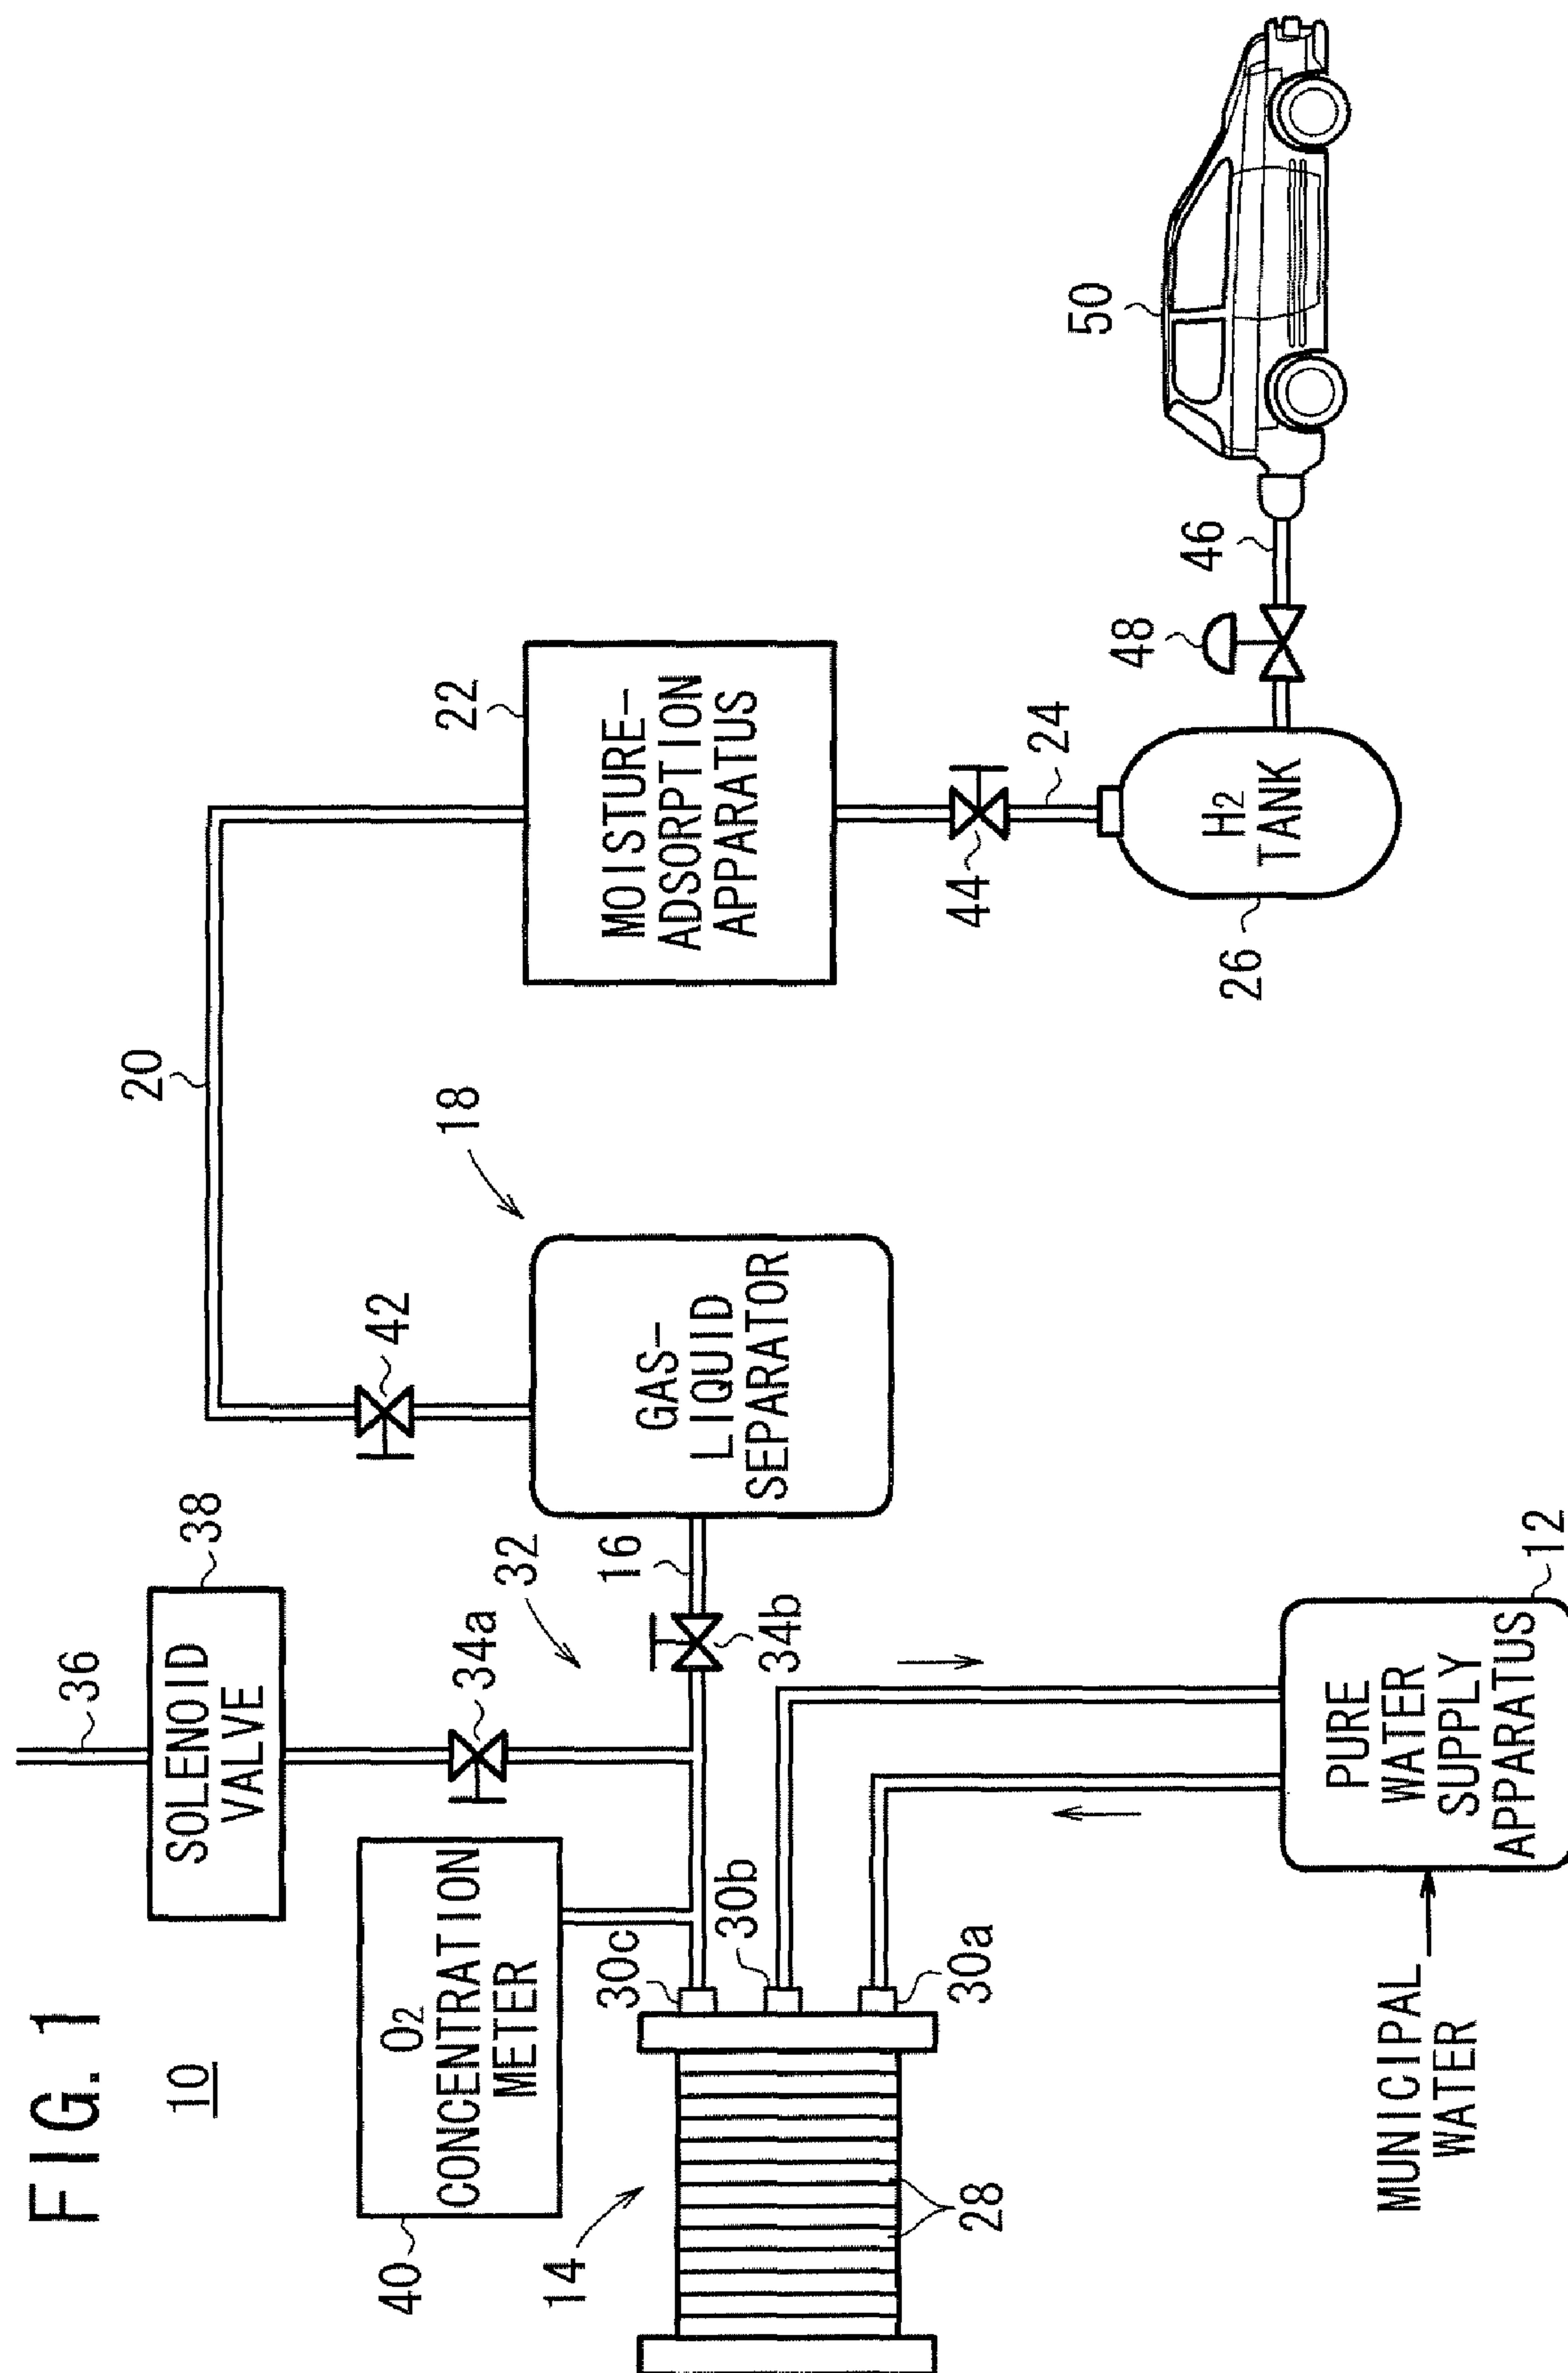 FIG. 1
10
36
SOLENOID
VALVE
38
20
40
O2
CONCENTRATION
METER
34a
42
22
MOISTURE-
ADSORPTION
APPARATUS
18
32
14
30c
16
GAS-
LIQUID
SEPARATOR
30b
34b
28
30a
44
24
50
48
46
26
H2
TANK
MUNICIPAL
WATER
PURE
WATER
SUPPLY
APPARATUS
12